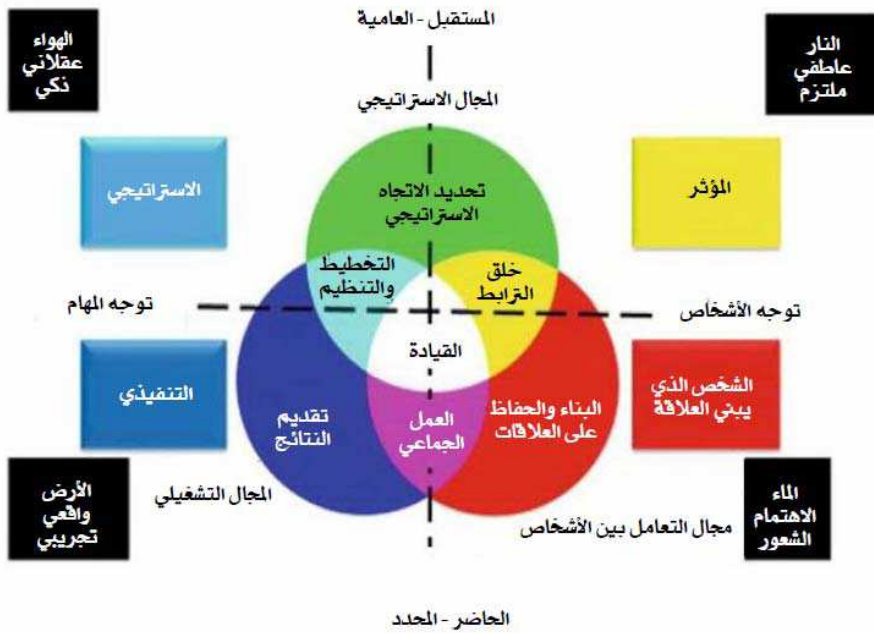 المستقبل - العامية
النار
عاطفي
ملتزم
الهواء
عقلاني
ذكي
المجال الاستراتيجي
المؤثر
تحديد الاتجاه
الاستراتيجي
الاستراتيجي
خلق
الترابط
التخطيط
والتنظيم
توجه الأشخاص
توجه المهام
القيادة
الشخص الذي
يبني العلاقة
البناء والحفاظ
على العلاقات
العمل
الجماعي
تقديم
النتائج
التنفيذي
الماء
الاهتمام
الشعور
مجال التعامل بين الأشخاص
المجال التشغيلي
الأرض
واقعي
تجريبي
الحاضر - المحدد